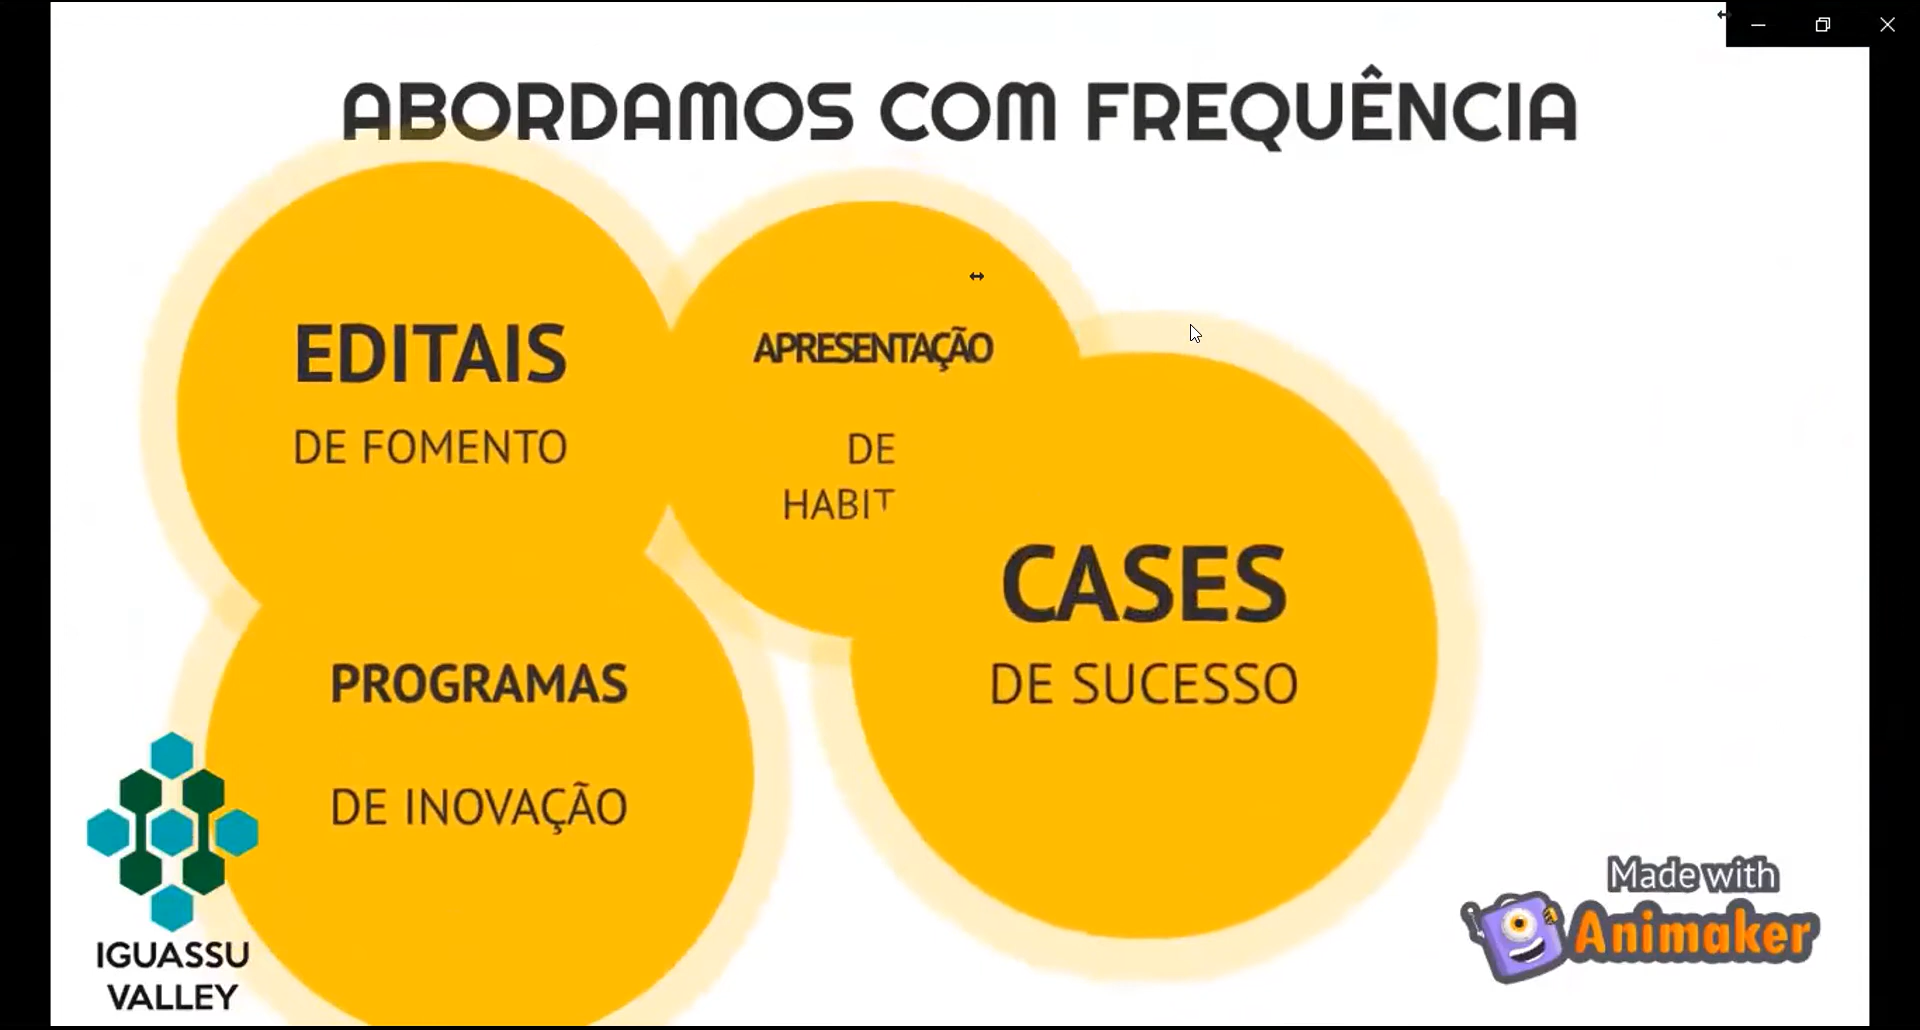 ABORDAMOS COM FREQUÊNCIA
EDITAIS
DE FOMENTO
APRESENTAÇÃO
DE
CASES
DE SUCESSO
PROGRAMAS
DE INOVAÇÃO
IGUASSU
VALLEY
Made with
Animaker